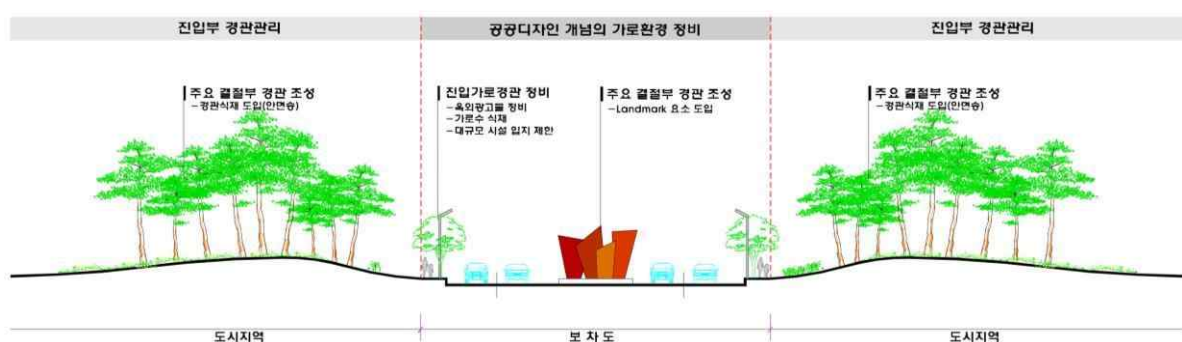 진입부 경관관리
공공디자인 개념의 가로환경 정비
진입부 경관관리
주요 결절부 경관 조성
-경관식재 도입(안면송)
진입가로경관 정비
-옥외광고물 정비
-가로수 식재
-대규모 시설 입지 제한
주요 결절부 경관 조성
-Landmark 요소 도입
주요 결절부 경관 조성
-경관식재 도입(안면송)
도시지역
보 차 도
도시지역